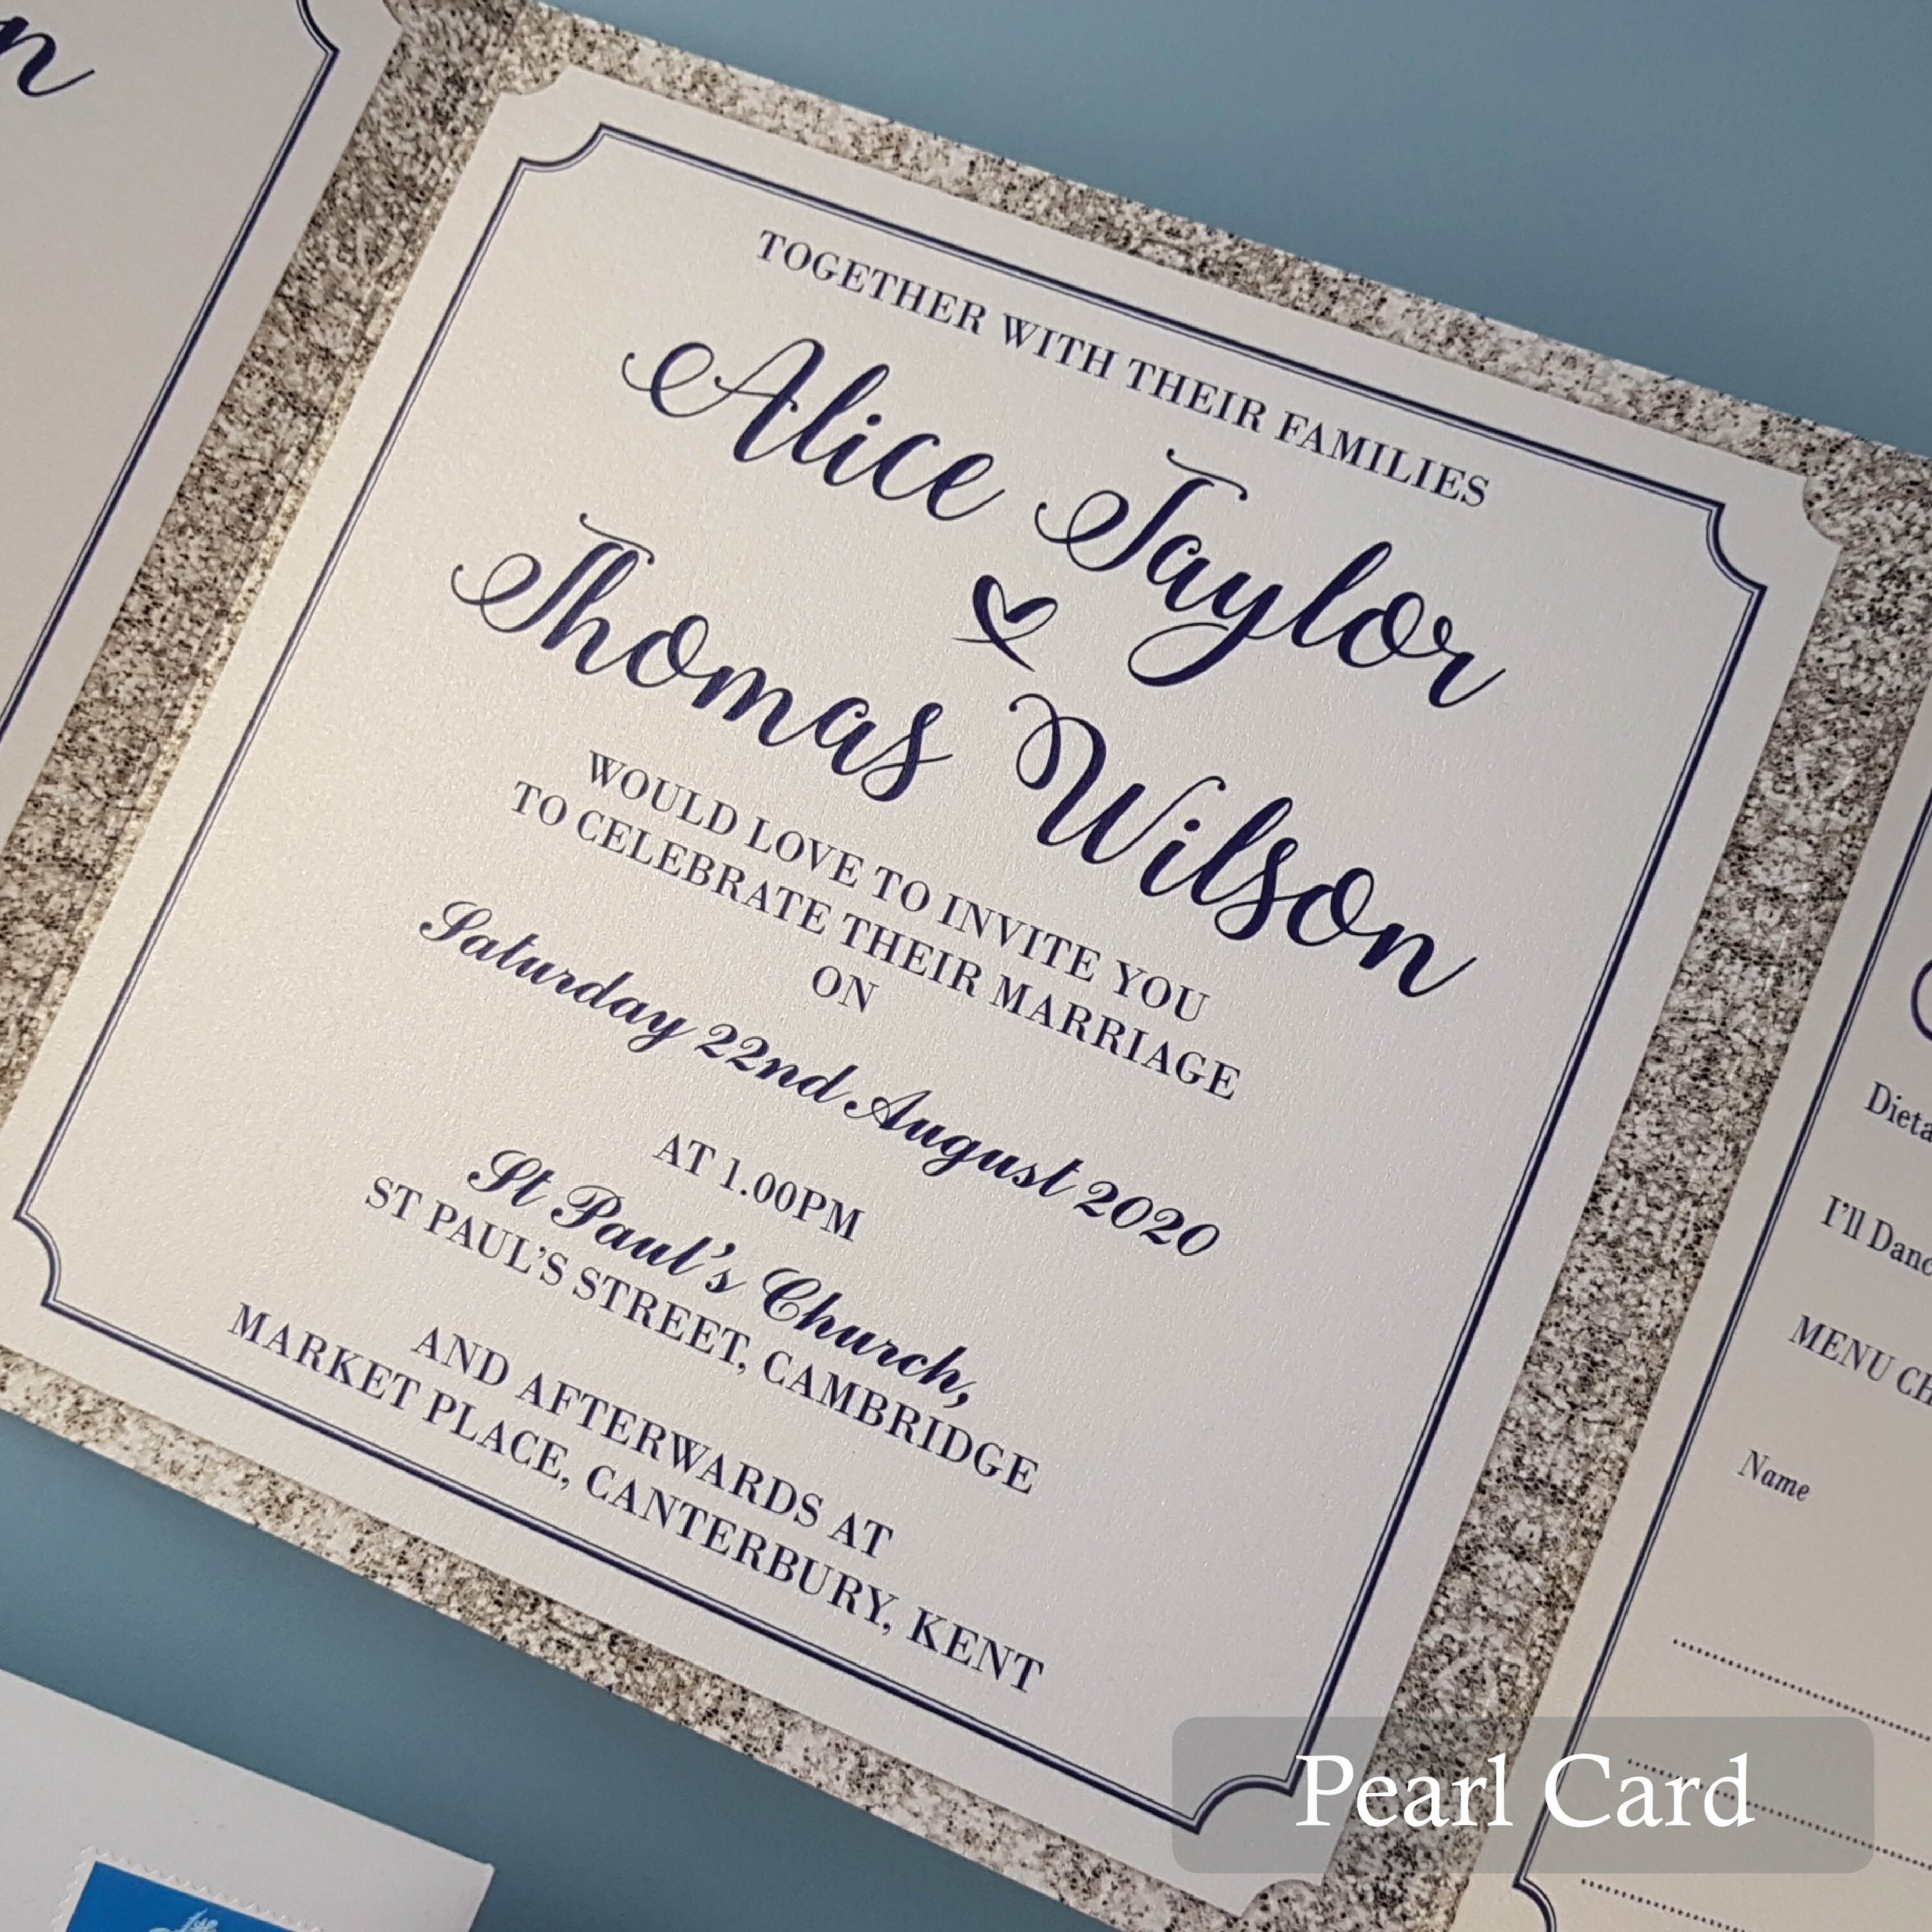 n
TOGETHER WITH THEIR FAMILIES
Alice Taylor
&
Thomas Wilson
WOULD LOVE TO INVITE YOU
TO CELEBRATE THEIR MARRIAGE
ON
Saturday 22nd August 2020
AT 1.00PM
St Paul's Church,
ST PAUL'S STREET, CAMBRIDGE
AND AFTERWARDS AT
MARKET PLACE, CANTERBURY, KENT
I'll
MENU
Name
Pearl Card